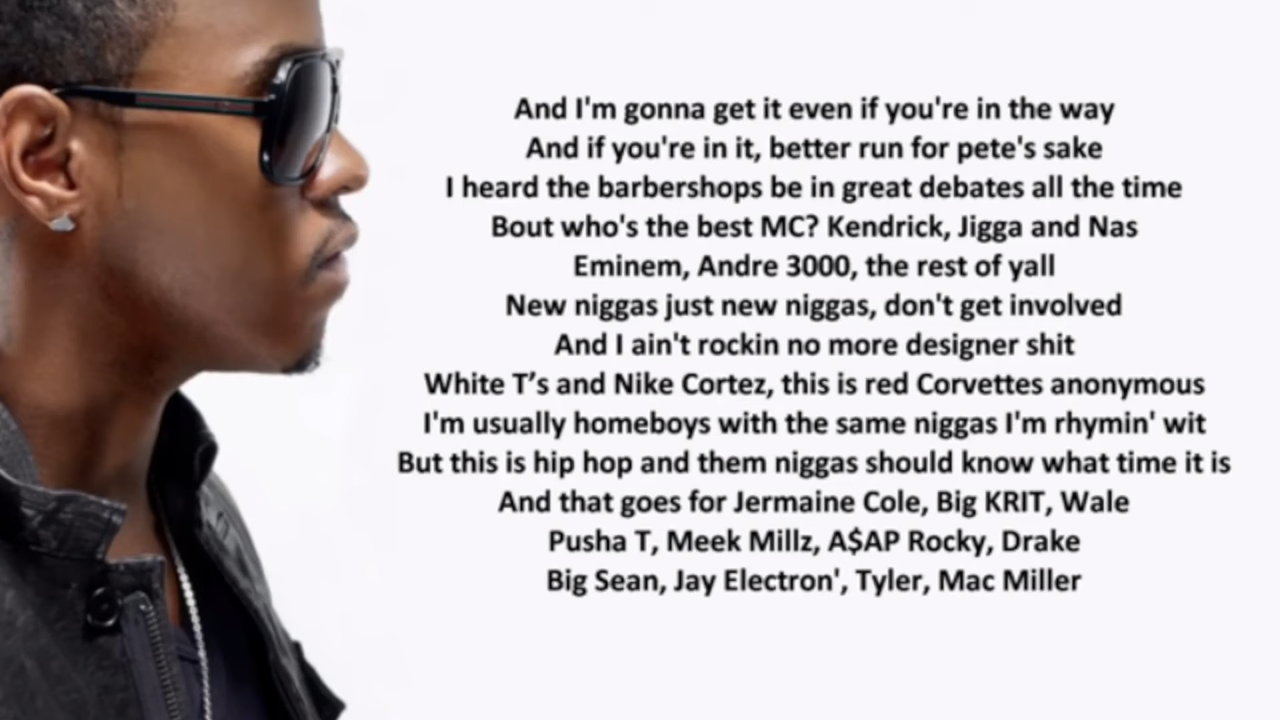 And I'm gonna get it even if you're in the way
And if you're in it, better run for pete's sake
I heard the barbershops be in great debates all the time
Bout who's the best MC? Kendrick, Jigga and Nas
Eminem, Andre 3000, the rest of yall
New niggas just new niggas, don't get involved
And I ain't rockin no more designer shit
White T’s and Nike Cortez, this is red Corvettes anonymous
I'm usually homeboys with the same niggas I'm rhymin' wit
But this is hip hop and them niggas should know what time it is
And that goes for Jermaine Cole, Big KRIT, Wale
Pusha T, Meek Millz, A$AP Rocky, Drake
Big Sean, Jay Electron', Tyler, Mac Miller